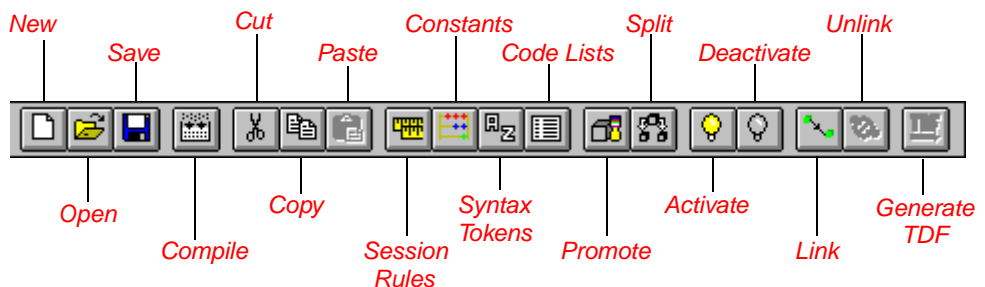 New
Cut
Constants
Split
Unlink
Save
Paste
Code Lists
Deactivate
Open
Copy
Syntax
Tokens
Activate
Generate
TDF
Compile
Session
Rules
Promote
Link